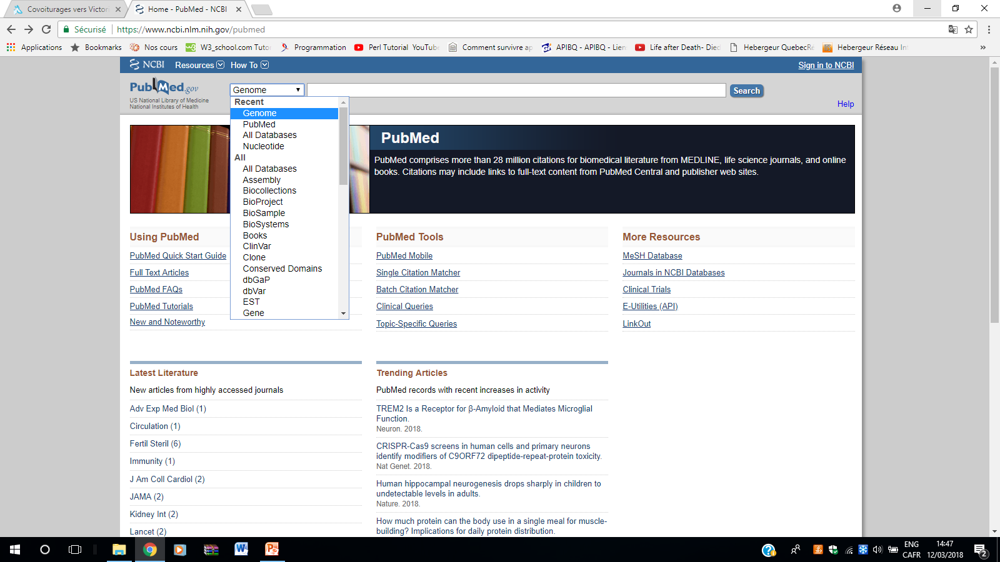 Covoiturages vers Victor
Home - PubMed - NCBI
Sécurisé
https://www.ncbi.nlm.nih.gov/pubmed
Applications
Bookmarks
Nos cours
W3_school.com Tutor
Programmation
Perl Tutorial YouTube
Comment survivre ap
APIBQ - APIBQ - Lien
Life after Death- Died
Hebergeur QuebecRé
Hebergeur Réseau In
»
NCBI Resources How To Sign in to NCBI
PubMed.gov
US National Library of Medicine
National Institutes of Health
Genome
Search
Help
Recent
Genome
PubMed
All Databases
Nucleotide
All
All Databases
Assembly
Biocollections
BioProject
BioSample
BioSystems
Books
ClinVar
Clone
Conserved Domains
dbGaP
dbVar
EST
Gene
PubMed
PubMed comprises more than 28 million citations for biomedical literature from MEDLINE, life science journals, and online
books. Citations may include links to full-text content from PubMed Central and publisher web sites.
Using PubMed
PubMed Quick Start Guide
Full Text Articles
PubMed FAQs
PubMed Tutorials
New and Noteworthy
PubMed Tools
PubMed Mobile
Single Citation Matcher
Batch Citation Matcher
Clinical Queries
Topic-Specific Queries
More Resources
MeSH Database
Journals in NCBI Databases
Clinical Trials
E-Utilities (API)
LinkOut
Latest Literature
New articles from highly accessed journals
Adv Exp Med Biol (1)
Circulation (1)
Fertil Steril (6)
Immunity (1)
J Am Coll Cardiol (2)
JAMA (2)
Kidney Int (2)
Lancet (2)
Trending Articles
PubMed records with recent increases in activity
TREM2 Is a Receptor for β-Amyloid that Mediates Microglial
Function.
Neuron. 2018.
CRISPR-Cas9 screens in human cells and primary neurons
identify modifiers of C9ORF72 dipeptide-repeat-protein toxicity.
Nat Genet. 2018.
Human hippocampal neurogenesis drops sharply in children to
undetectable levels in adults.
Nature. 2018.
How much protein can the body use in a single meal for muscle-
building? Implications for daily protein distribution.
ENG
CAFR
14:47
12/03/2018
2